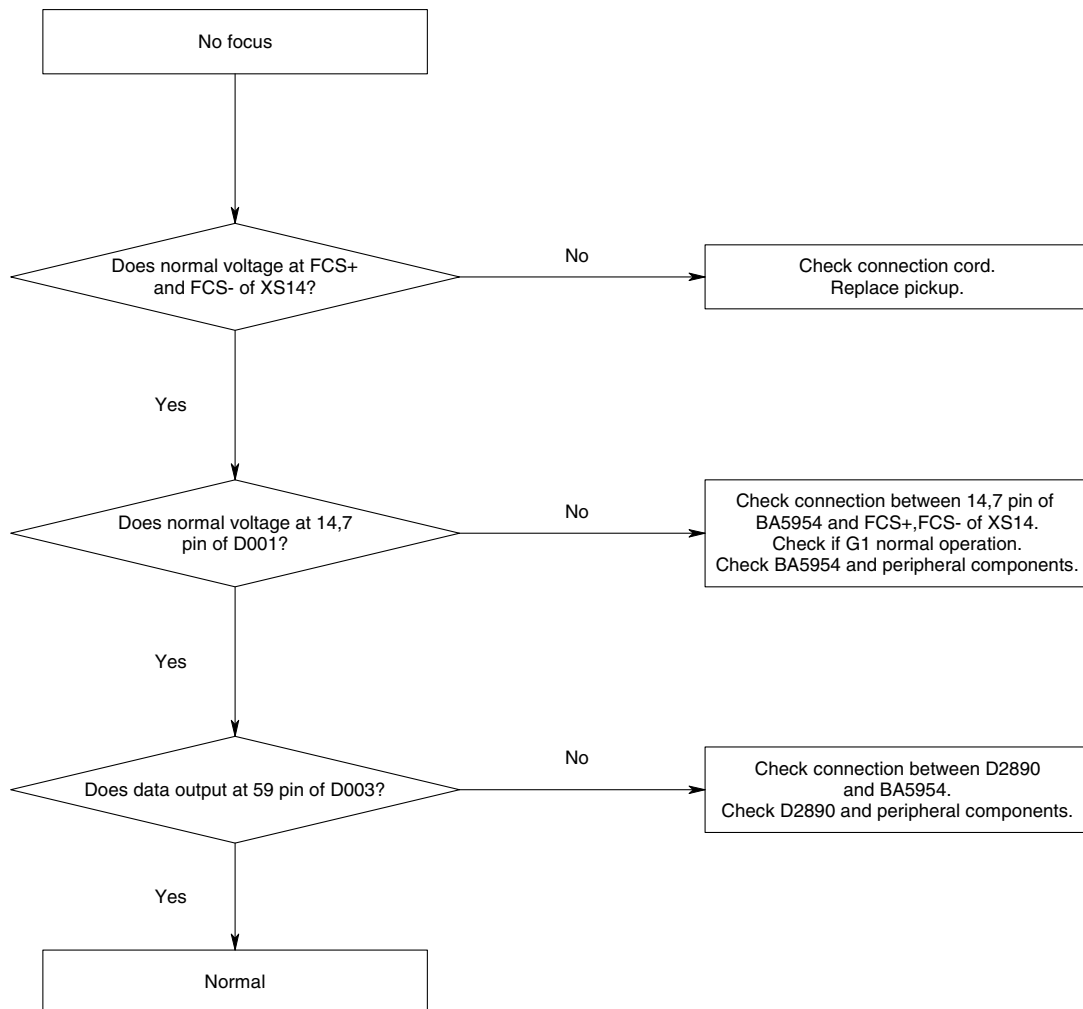 No focus
Does normal voltage at FCS+
and FCS- of XS14?
No
Check connection cord.
Replace pickup.
Yes
Does normal voltage at 14,7
pin of D001?
No
Check connection between 14,7 pin of
BA5954 and FCS+,FCS- of XS14.
Check if G1 normal operation.
Check BA5954 and peripheral components.
Yes
Does data output at 59 pin of D003?
No
Check connection between D2890
and BA5954.
Check D2890 and peripheral components.
Yes
Normal